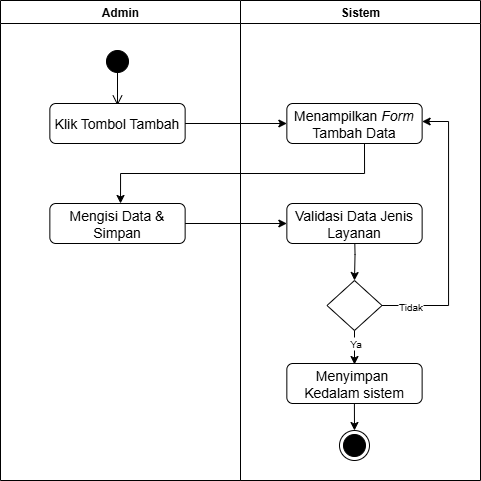 Admin
Sistem
Klik Tombol Tambah
Menampilkan Form
Tambah Data
Mengisi Data &
Simpan
Validasi Data Jenis
Layanan
Tidak
Ya
Menyimpan
Kedalam sistem